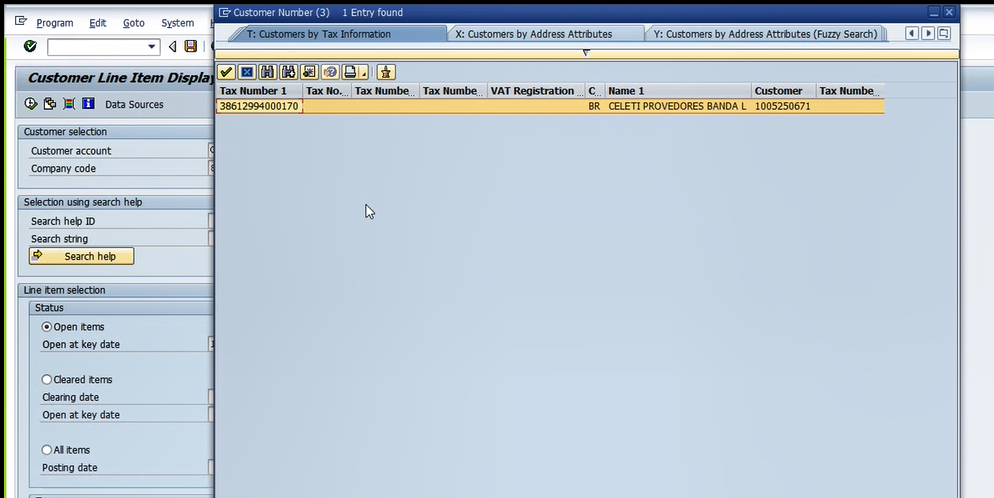 Program Edit Goto System
Customer Number (3) 1 Entry found
T: Customers by Tax Information X: Customers by Address Attributes Y: Customers by Address Attributes (Fuzzy Search)
Customer Line Item Displa
Data Sources
Tax Number 1 Tax No... Tax Numbe... Tax Numbe... VAT Registration ... C... Name 1 Customer Tax Numbe...
38612994000170 BR CELETI PROVEDORES BANDA L 1005250671
Customer selection
Customer account
Company code
Selection using search help
Search help ID
Search string
Search help
Line item selection
Status
Open items
Open at key date
Cleared items
Clearing date
Open at key date
All items
Posting date